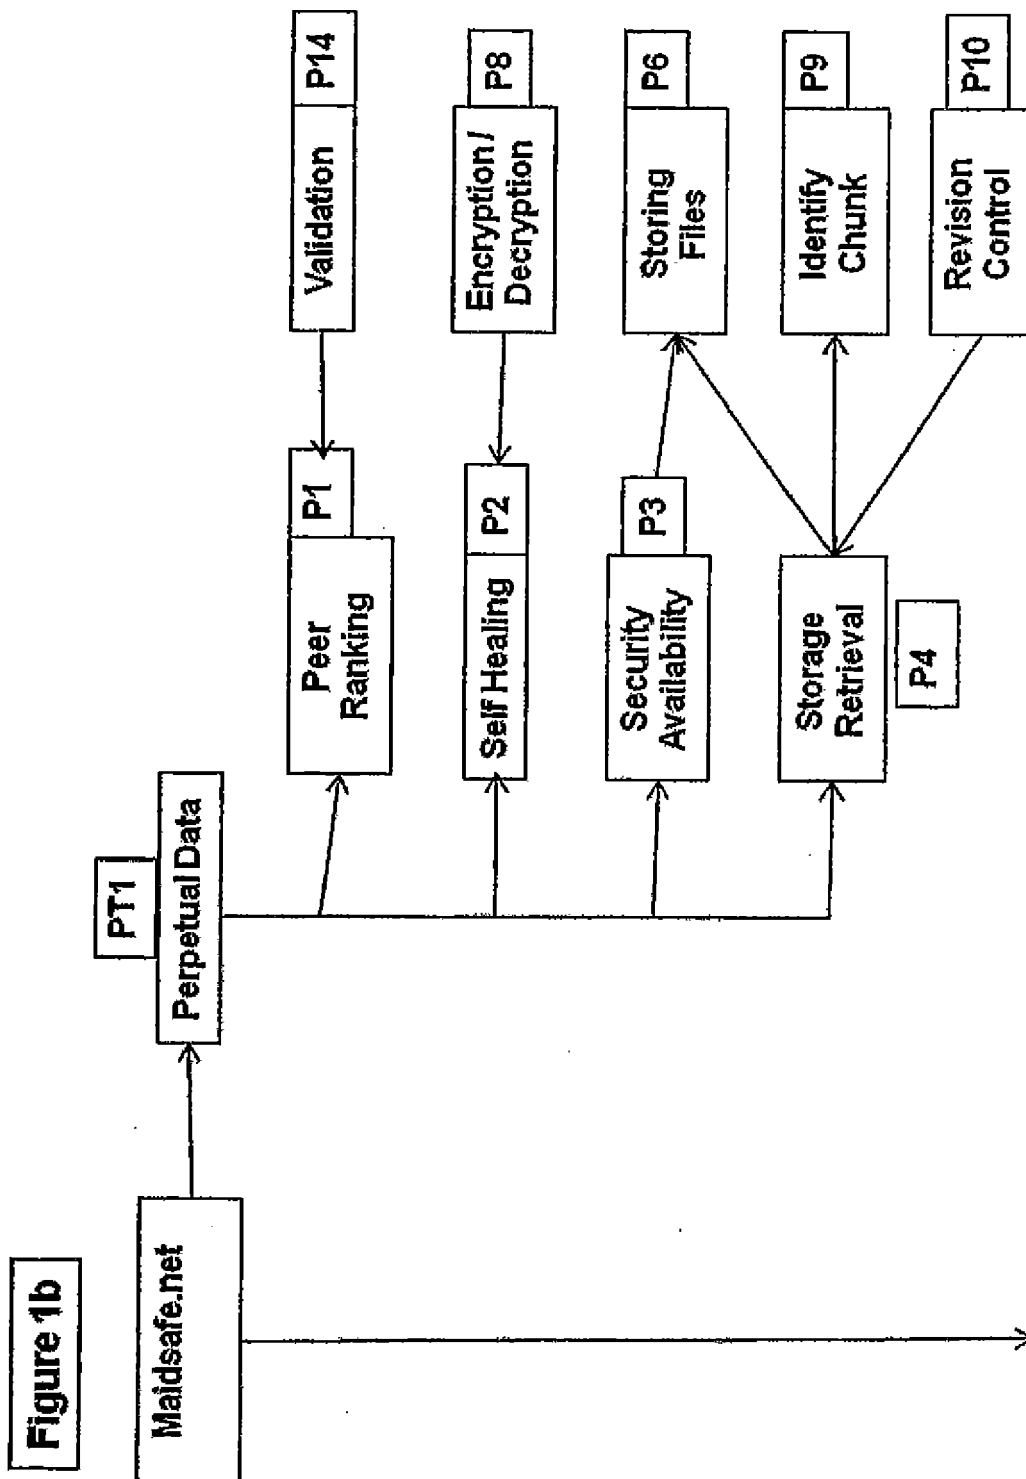 Figure 1b
Maidsafe.net
PT1
Perpetual Data
Peer
Ranking
P1
Validation
P14
Self Healing
P2
Encryption /
Decryption
P8
Security
Availability
P3
Storing
Files
P6
Storage
Retrieval
P4
Identify
Chunk
P9
Revision
Control
P10